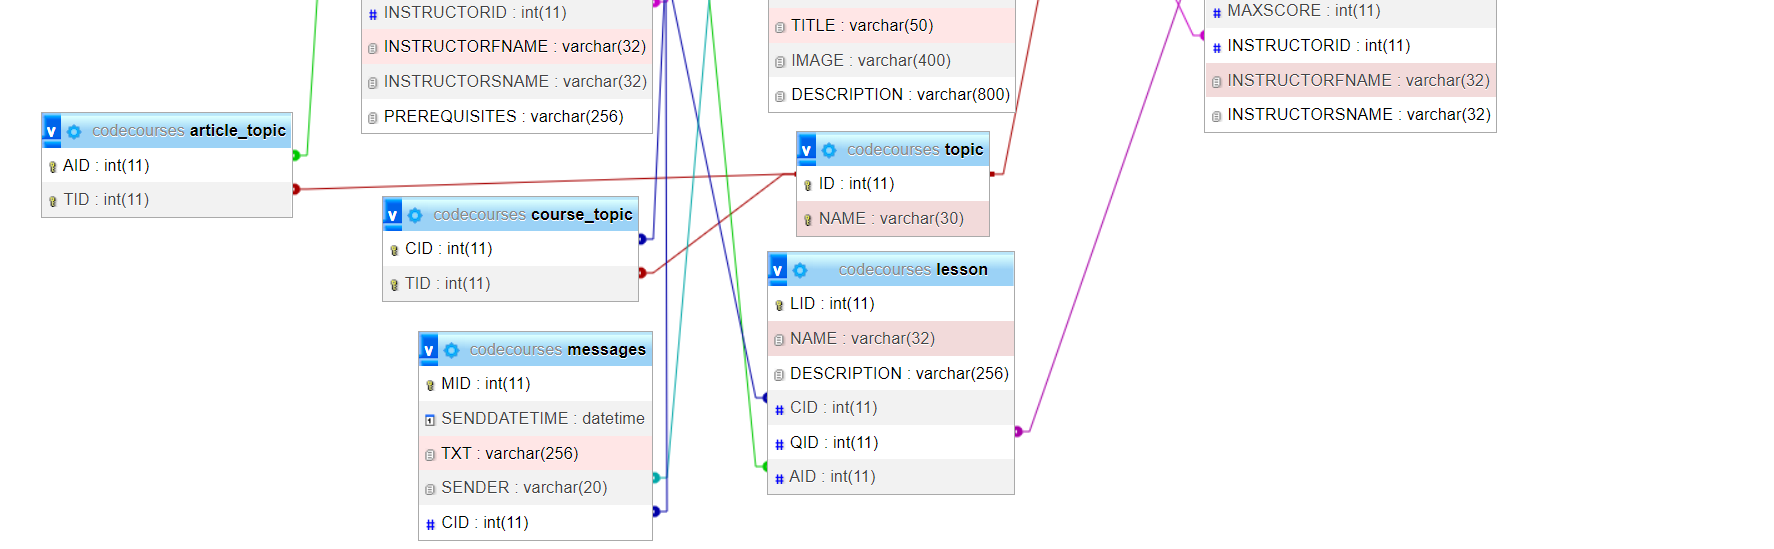 INSTRUCTORID : int(11)
INSTRUCTORFNAME : varchar(32)
INSTRUCTORSNAME : varchar(32)
PREREQUISITES : varchar(256)
TITLE : varchar(50)
IMAGE : varchar(400)
DESCRIPTION : varchar(800)
MAXSCORE : int(11)
INSTRUCTORID : int(11)
INSTRUCTORFNAME : varchar(32)
INSTRUCTORSNAME : varchar(32)
v codecourses article_topic
AID : int(11)
TID : int(11)
v codecourses topic
ID : int(11)
NAME : varchar(30)
v codecourses course_topic
CID : int(11)
TID : int(11)
v codecourses lesson
LID : int(11)
NAME : varchar(32)
DESCRIPTION : varchar(256)
CID : int(11)
QID : int(11)
AID : int(11)
v codecourses messages
MID : int(11)
SENDDATETIME : datetime
TXT : varchar(256)
SENDER : varchar(20)
CID : int(11)